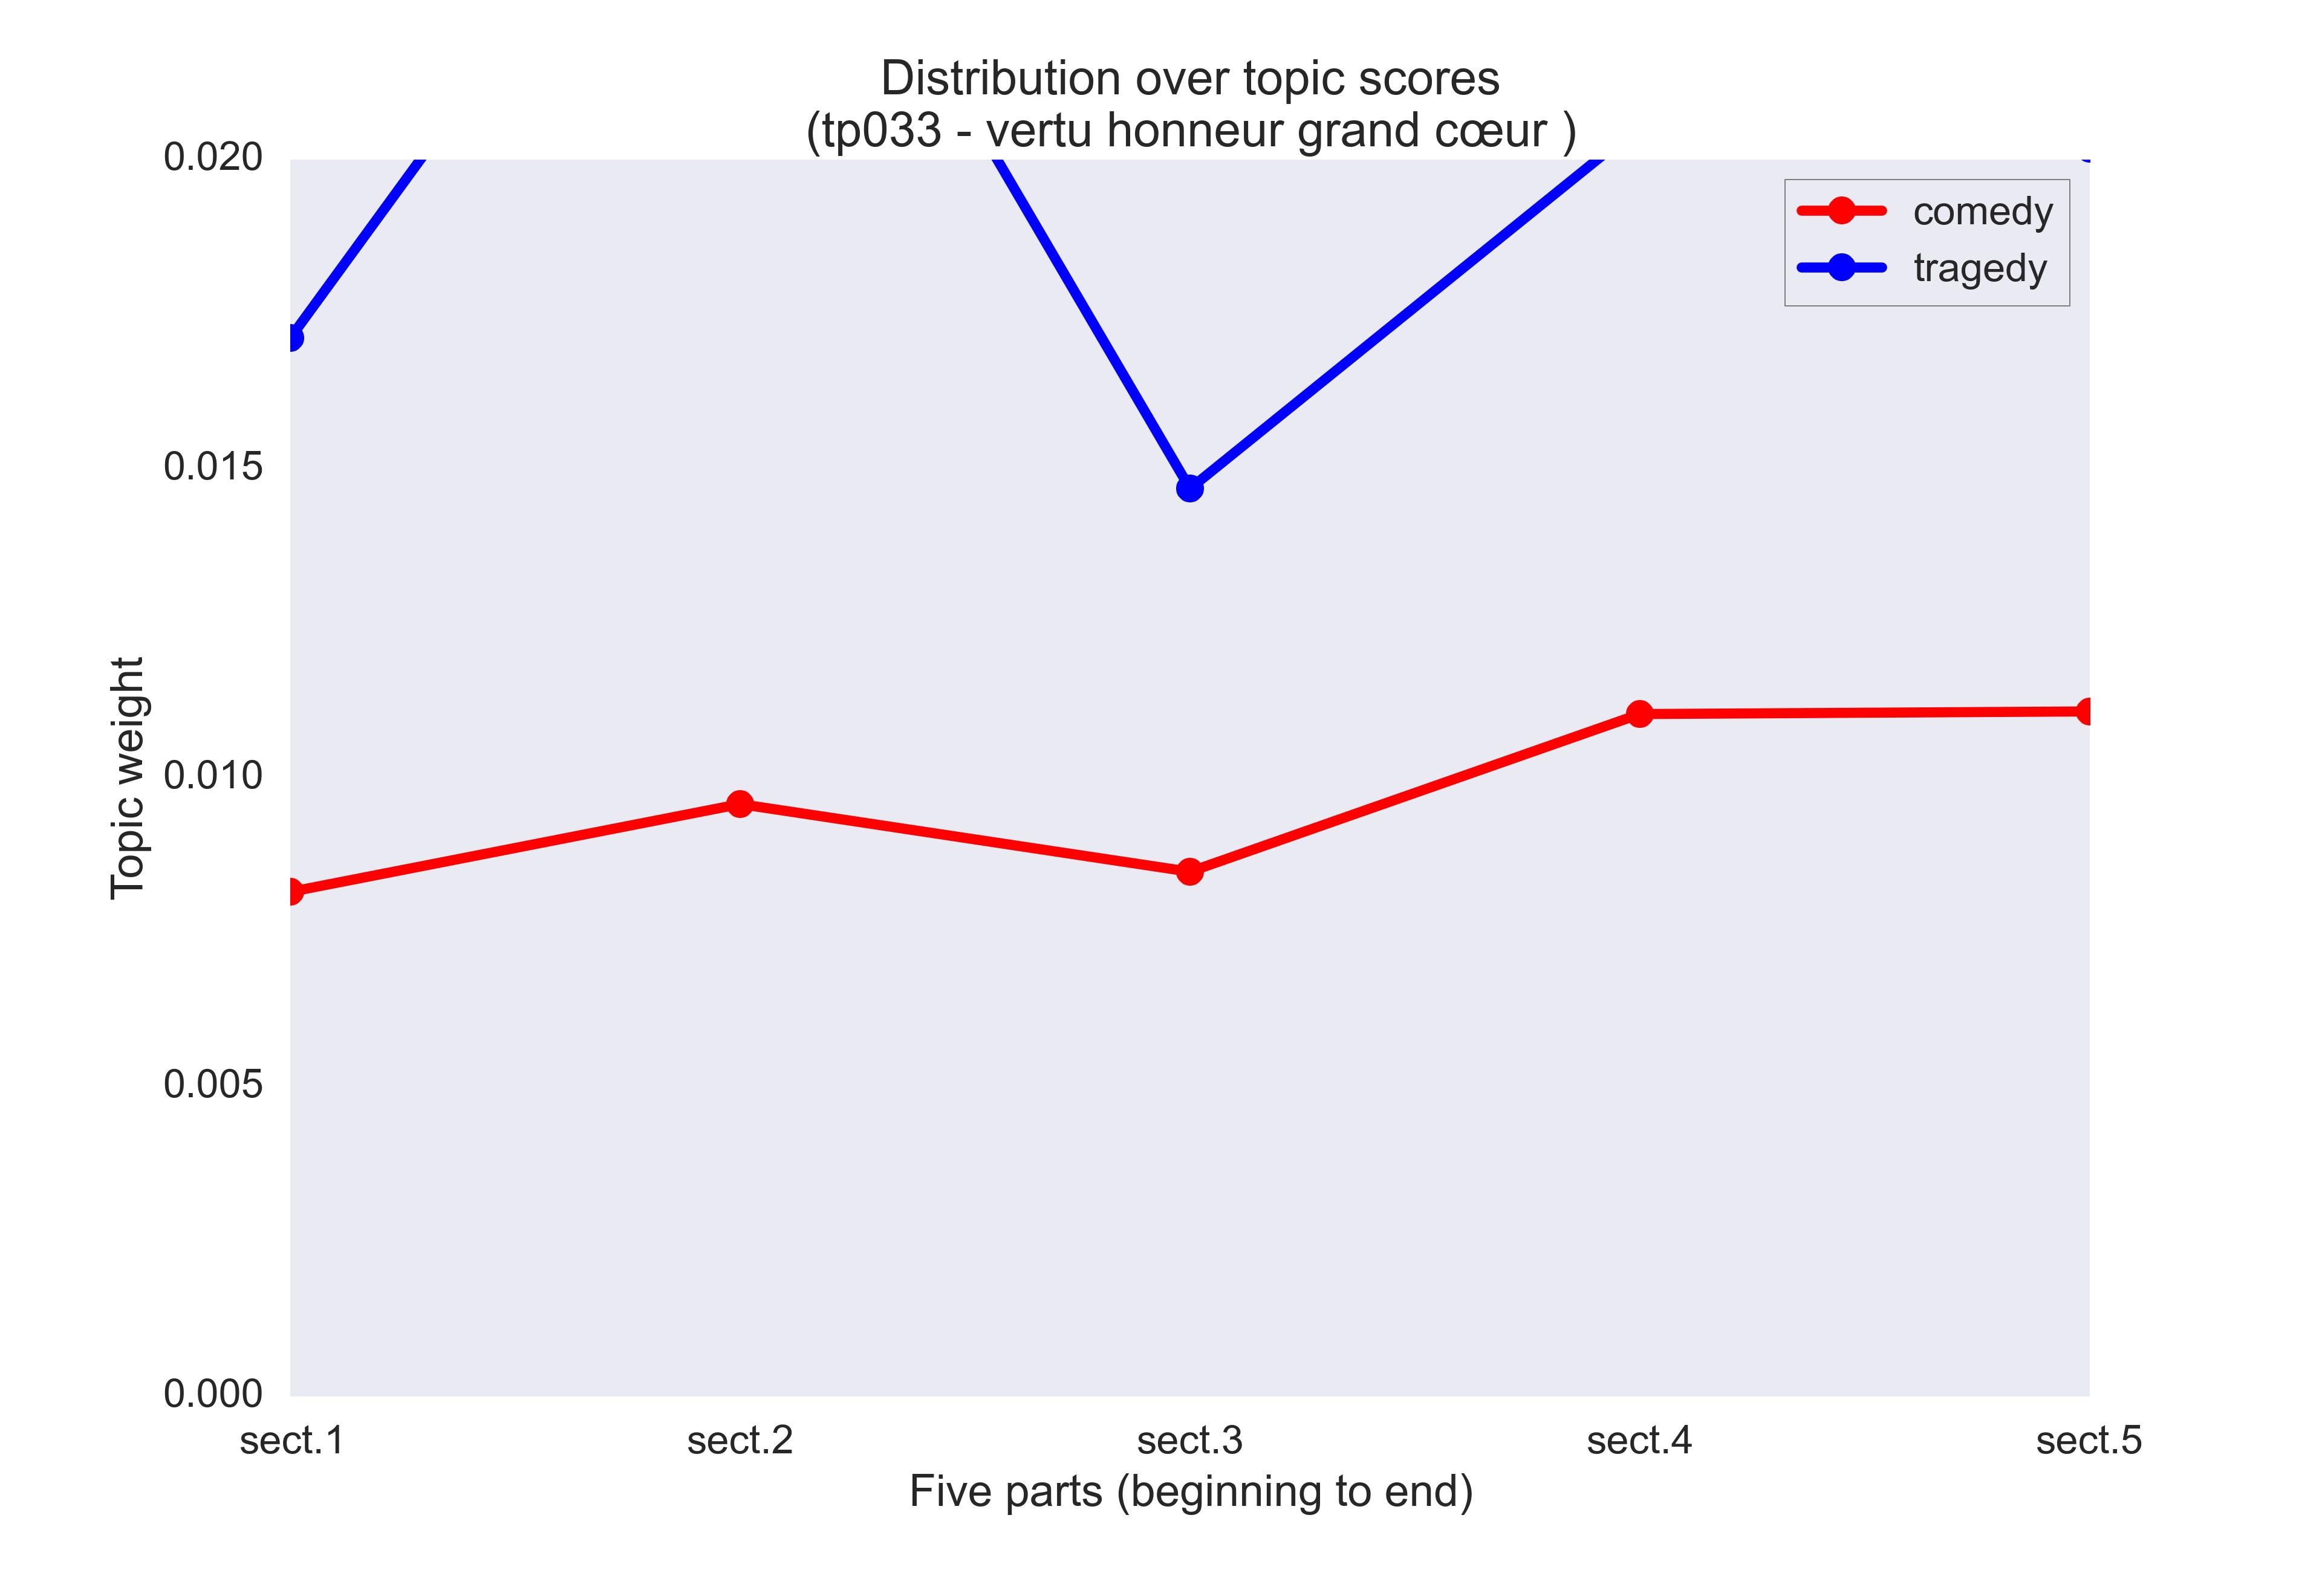 Distribution over topic scores
(tp033 - vertu honneur grand cœur )
0.020
0.015
0.010
0.005
0.000
Topic weight
comedy
tragedy
sect.1
sect.2
sect.3
sect.4
sect.5
Five parts (beginning to end)